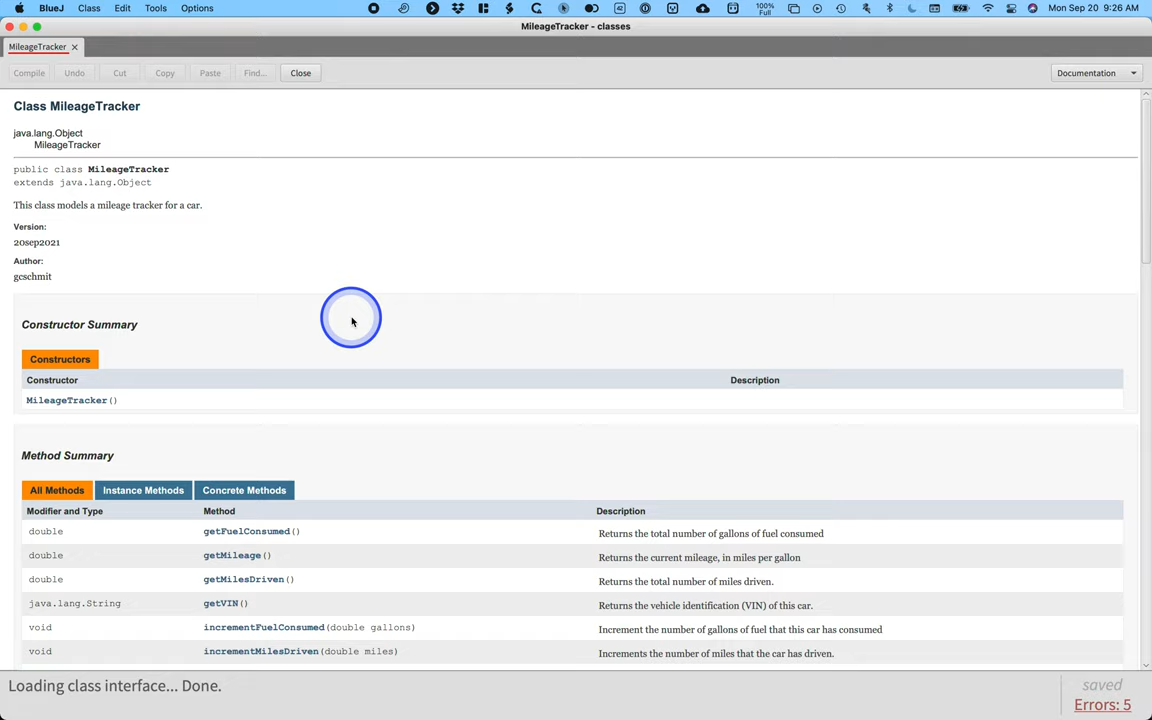 BlueJ Class Edit Tools Options 42 100% Full Mon Sep 20 9:26 AM
MileageTracker - classes
MileageTracker
Compile Undo Cut Copy Paste Find... Close Documentation
Class MileageTracker
java.lang.Object
MileageTracker
public class MileageTracker
extends java.lang.Object
This class models a mileage tracker for a car.
Version:
20sep2021
Author:
gcschmit
Constructor Summary
Constructors
Constructor Description
MileageTracker()
Method Summary
All Methods Instance Methods Concrete Methods
Modifier and Type Method Description
double getFuelConsumed() Returns the total number of gallons of fuel consumed
double getMileage() Returns the current mileage, in miles per gallon
double getMilesDriven() Returns the total number of miles driven.
java.lang.String getVIN() Returns the vehicle identification (VIN) of this car.
void incrementFuelConsumed(double gallons) Increment the number of gallons of fuel that this car has consumed
void incrementMilesDriven(double miles) Increments the number of miles that the car has driven.
Loading class interface... Done.
saved
Errors: 5